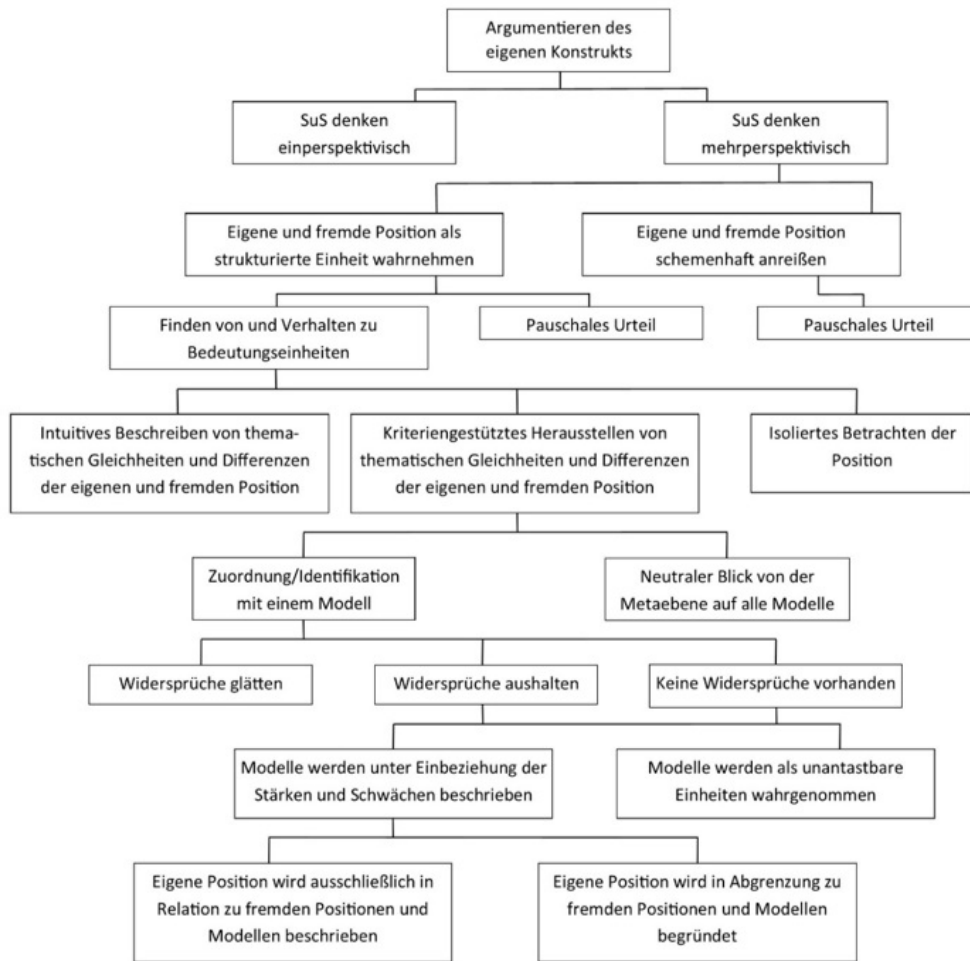 Argumentieren des
eigenen Konstrukts
SuS denken
einperspektivisch
SuS denken
mehrperspektivisch
Eigene und fremde Position als
strukturierte Einheit wahrnehmen
Eigene und fremde Position
schemenhaft anreißen
Finden von und Verhalten zu
Bedeutungseinheiten
Pauschales Urteil
Pauschales Urteil
Intuitives Beschreiben von thema-
tischen Gleichheiten und Differenzen
der eigenen und fremden Position
Kriteriengestütztes Herausstellen von
thematischen Gleichheiten und Differenzen
der eigenen und fremden Position
Isoliertes Betrachten der
Position
Zuordnung/Identifikation
mit einem Modell
Neutraler Blick von der
Metaebene auf alle Modelle
Widersprüche glätten
Widersprüche aushalten
Keine Widersprüche vorhanden
Modelle werden unter Einbeziehung der
Stärken und Schwächen beschrieben
Modelle werden als unantastbare
Einheiten wahrgenommen
Eigene Position wird ausschließlich in
Relation zu fremden Positionen und
Modellen beschrieben
Eigene Position wird in Abgrenzung zu
fremden Positionen und Modellen
begründet